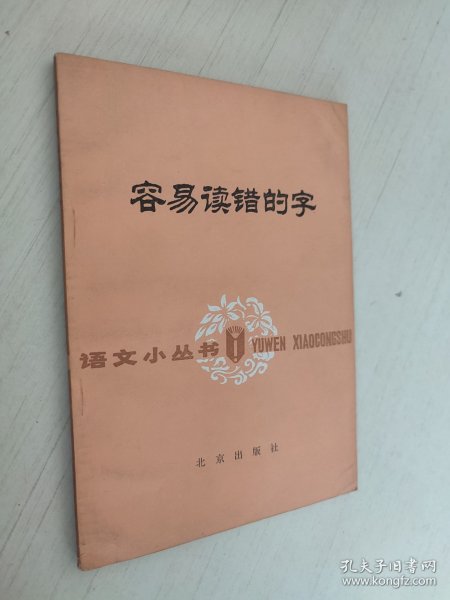 容易读错的字
语文小丛书 YUWEN XIAOCONGSHU
北京出版社
孔夫子旧书网
www.kongfz.com